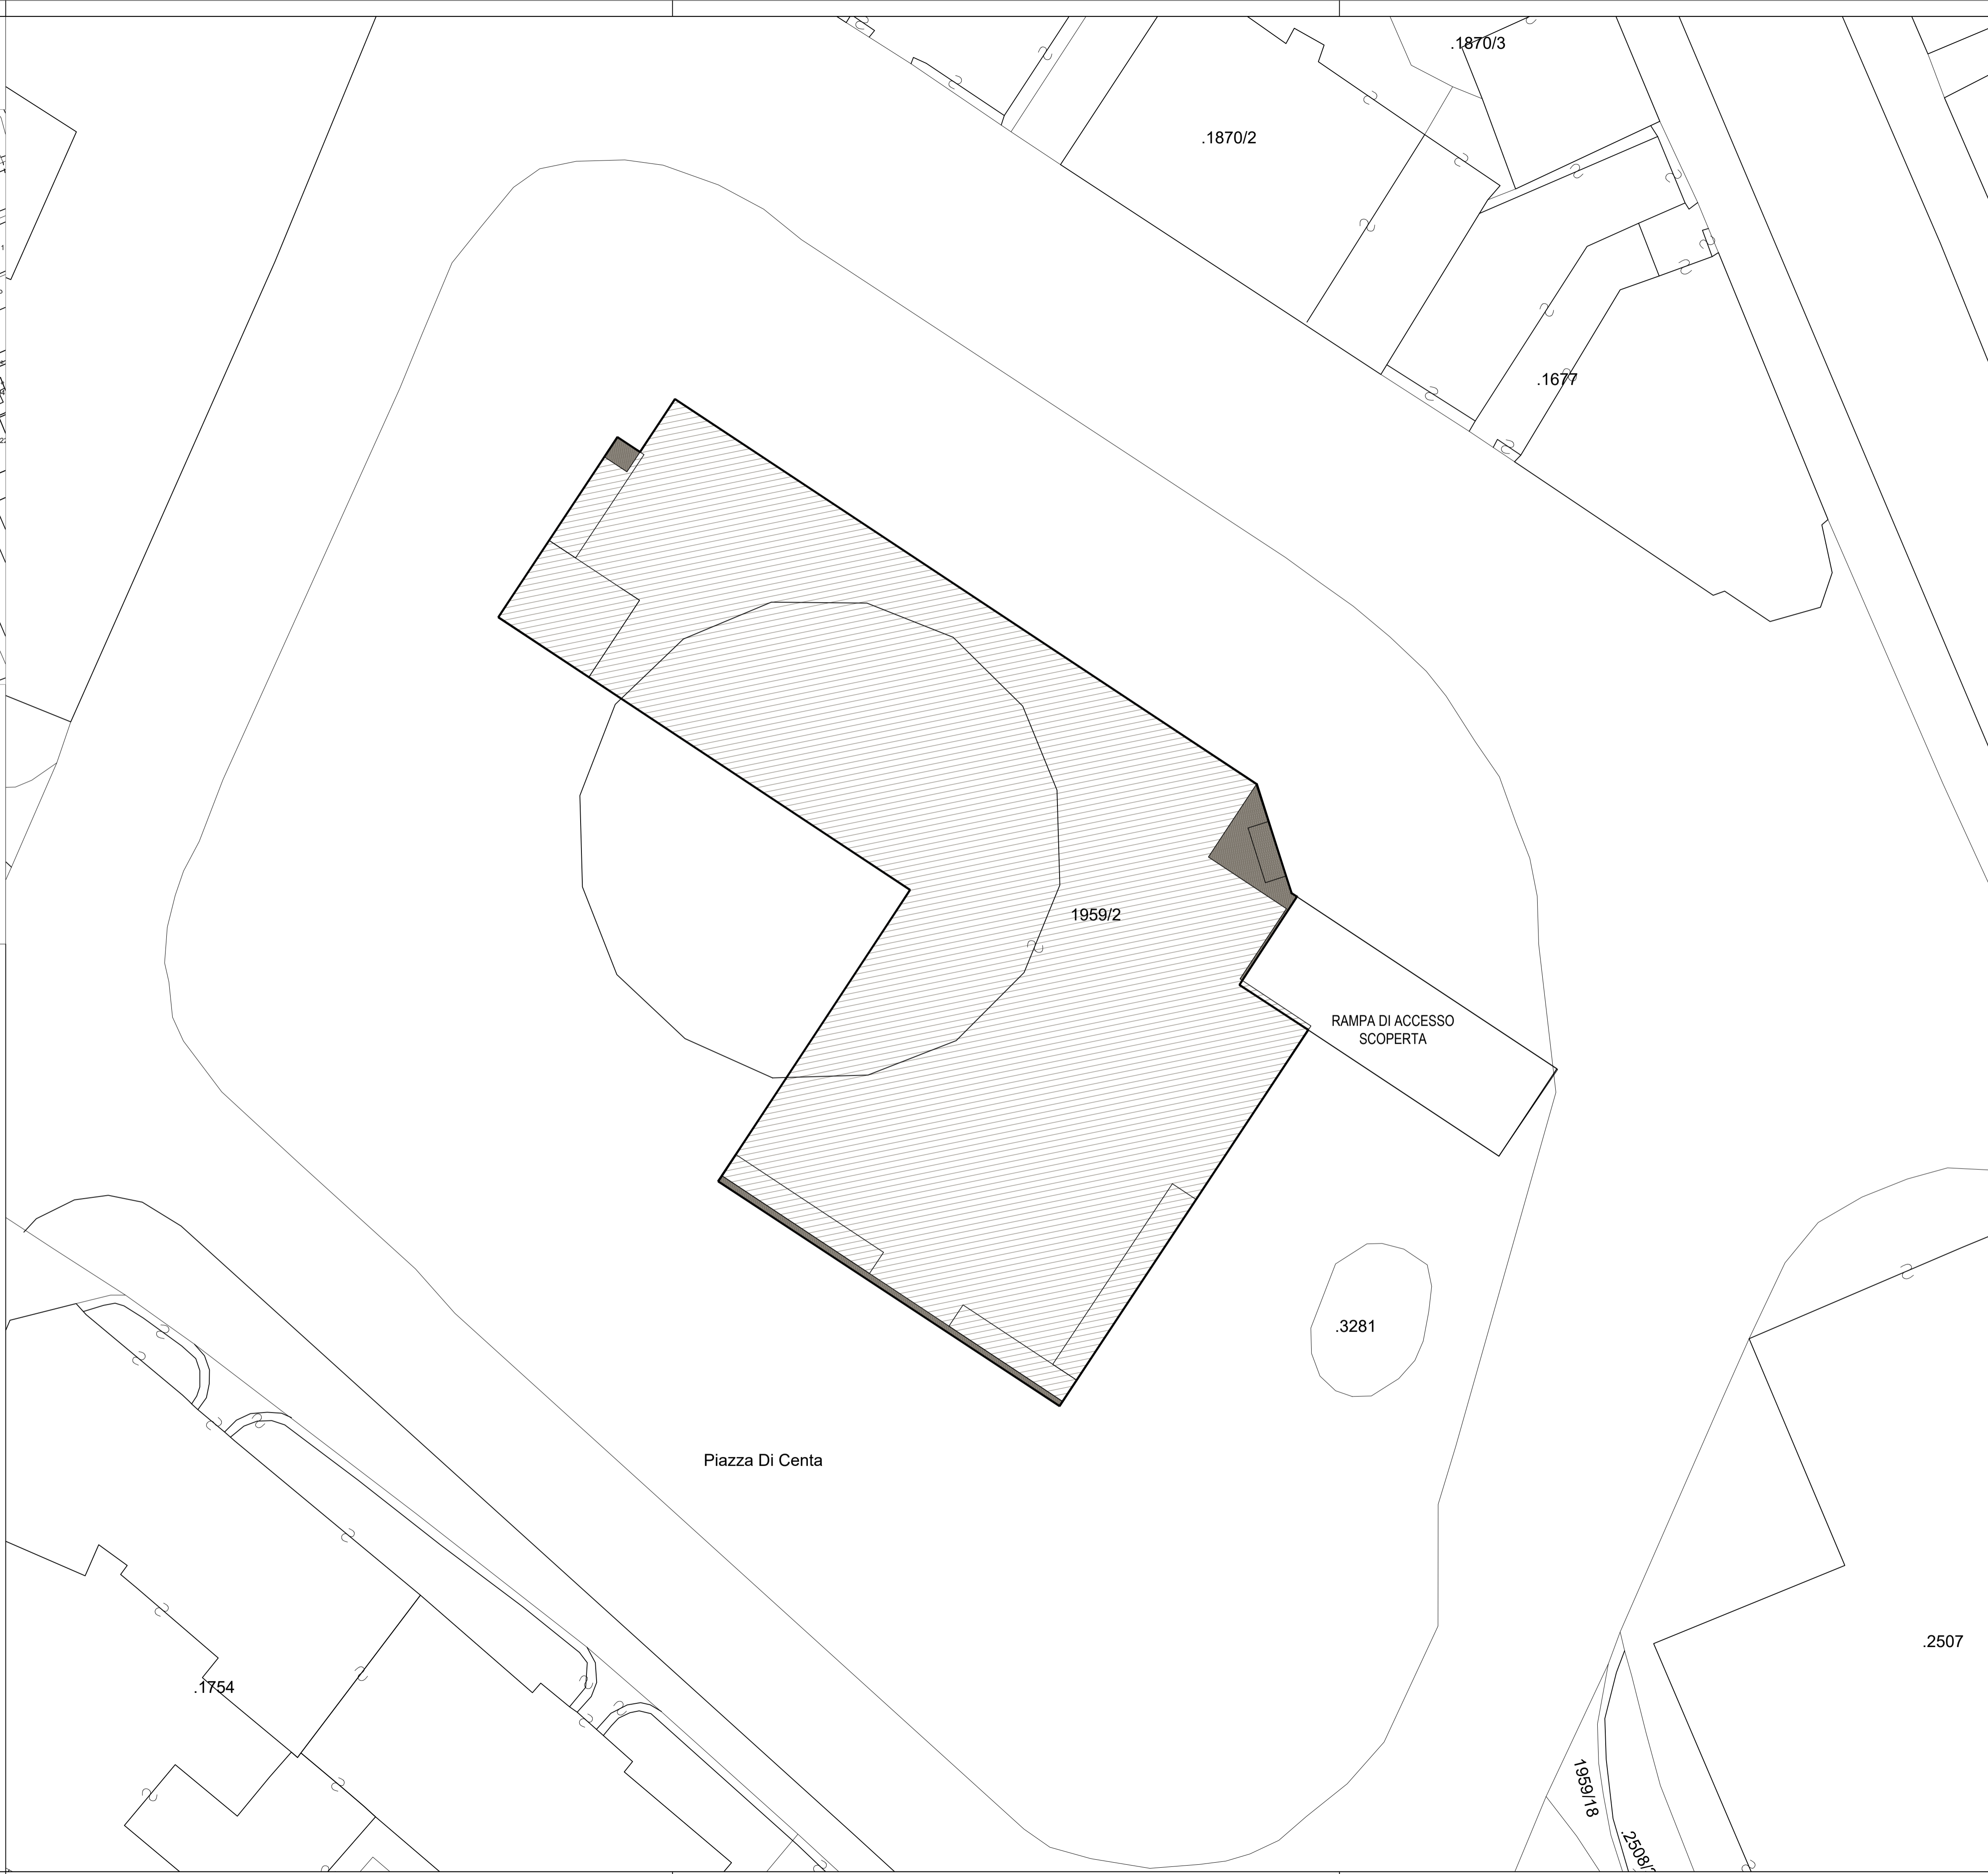 .1870/3
.1870/2
.1677
1959/2
RAMPA DI ACCESSO
SCOPERTA
.3281
Piazza Di Centa
.2507
.1754
1959/18